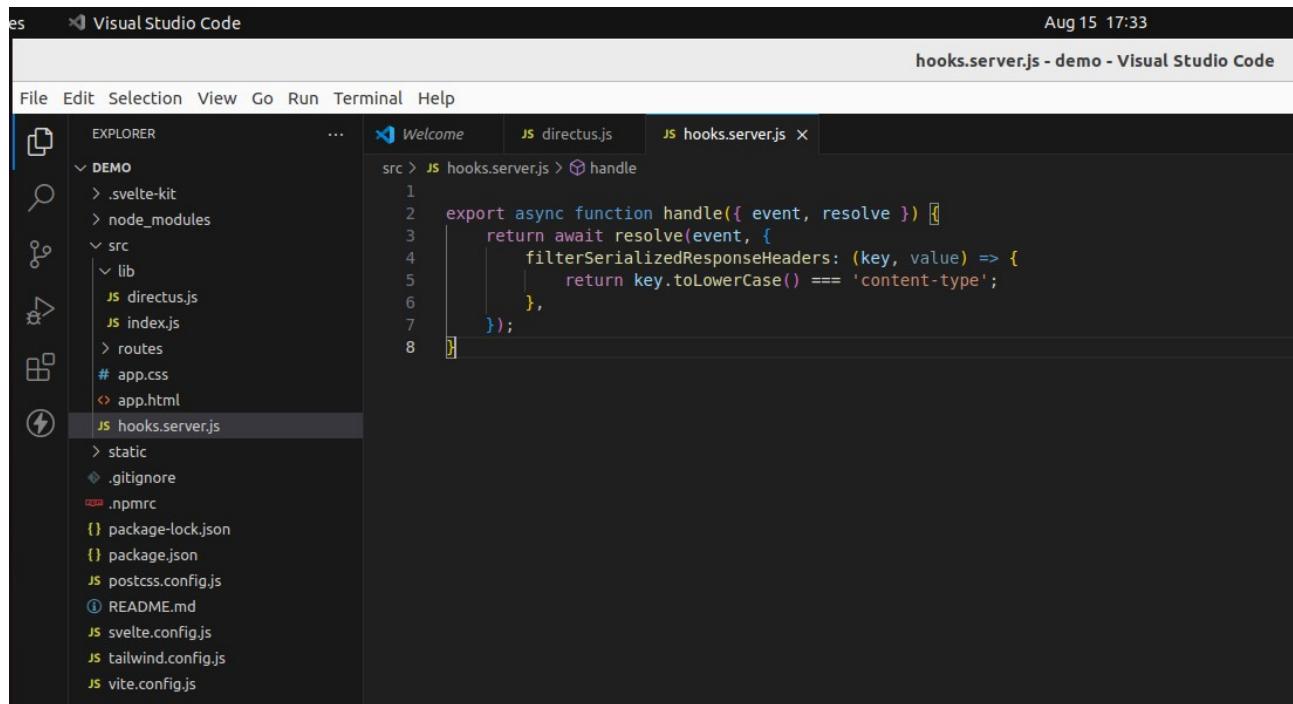 es Visual Studio Code Aug 15 17:33
hooks.server.js - demo - Visual Studio Code
File Edit Selection View Go Run Terminal Help
EXPLORER ...
DEMO
> .svelte-kit
> node_modules
src
lib
JS directus.js
JS index.js
> routes
# app.css
<> app.html
JS hooks.server.js
> static
.gitignore
npm .npmrc
{} package-lock.json
{} package.json
JS postcss.config.js
README.md
JS svelte.config.js
JS tailwind.config.js
JS vite.config.js
Welcome JS directus.js JS hooks.server.js ×
src > JS hooks.server.js > handle
1
2 export async function handle({ event, resolve }) {
3 return await resolve(event, {
4 filterSerializedResponseHeaders: (key, value) => {
5 return key.toLowerCase() === 'content-type';
6 },
7 });
8 }